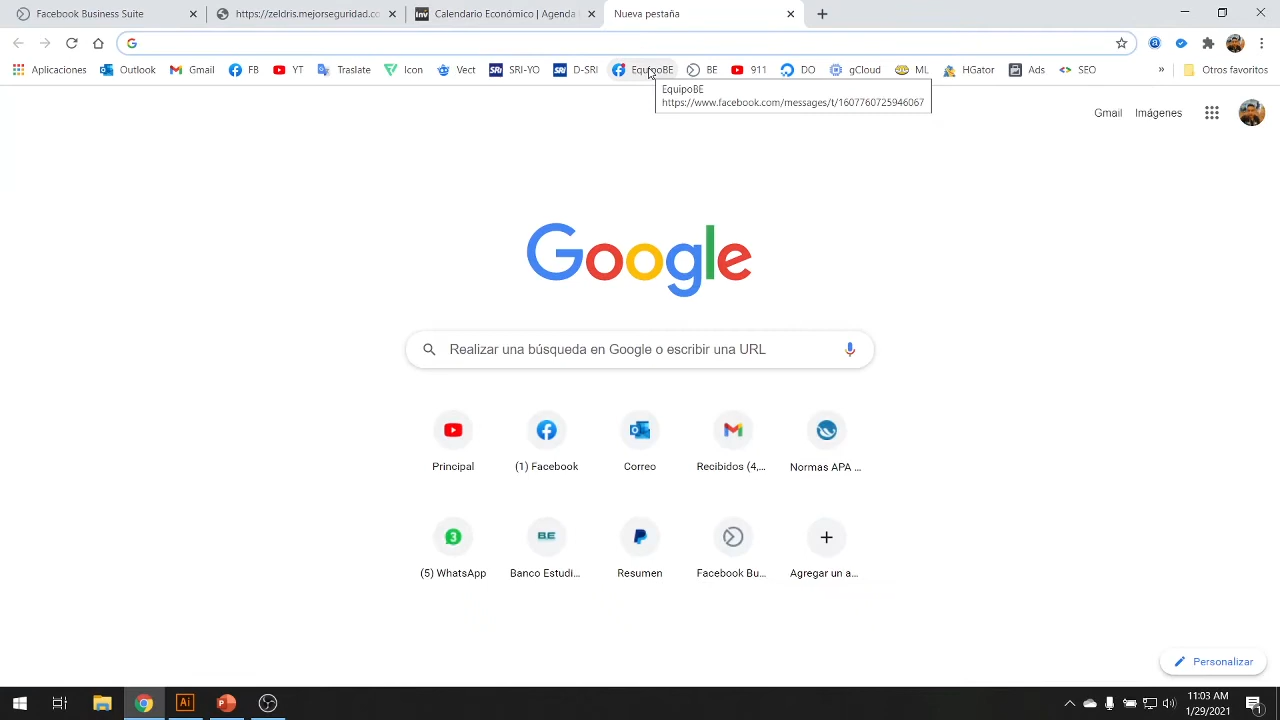 Facebook Business Suite
https://zeldris.mejorseguridad.co
Calendario Económico | Agenda
Nueva pestaña
Aplicaciones
Outlook
Gmail
FB
YT
Traslate
Icon
Vect
SRi SRI-YO
SRi D-SRI
EquipoBE
BE
911
DO
gCloud
ML
HGator
Ads
SEO
»
Otros favoritos
EquipoBE
https://www.facebook.com/messages/t/1607760725946067
Gmail
Imágenes
Google
Realizar una búsqueda en Google o escribir una URL
Principal
(1) Facebook
Correo
Recibidos (4,...
Normas APA ...
3
B.E
(5) WhatsApp
Banco Estudi...
Resumen
Facebook Bu...
Agregar un a...
Personalizar
Ai
11:03 AM
1/29/2021